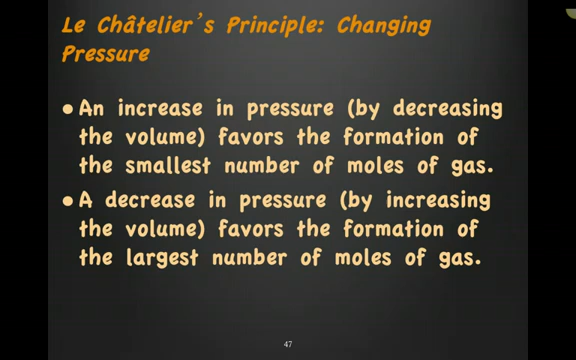 Le Châtelier's Principle: Changing
Pressure
• An increase in pressure (by decreasing
the volume) favors the formation of
the smallest number of moles of gas.
• A decrease in pressure (by increasing
the volume) favors the formation of
the largest number of moles of gas.
47